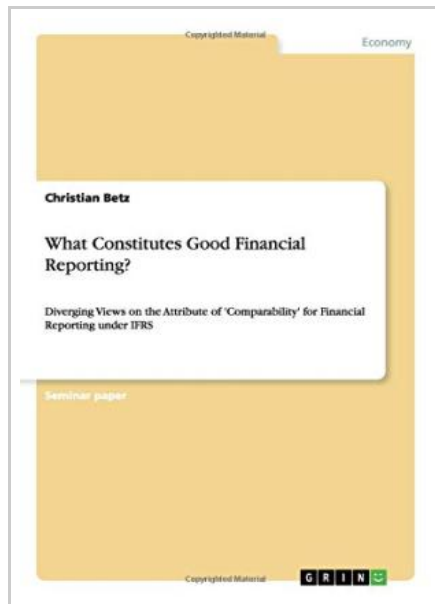 Copyrighted Material
Economy
Christian Betz
What Constitutes Good Financial
Reporting?
Diverging Views on the Attribute of 'Comparability' for Financial
Reporting under IFRS
Seminar paper
Copyrighted Material
GRIN